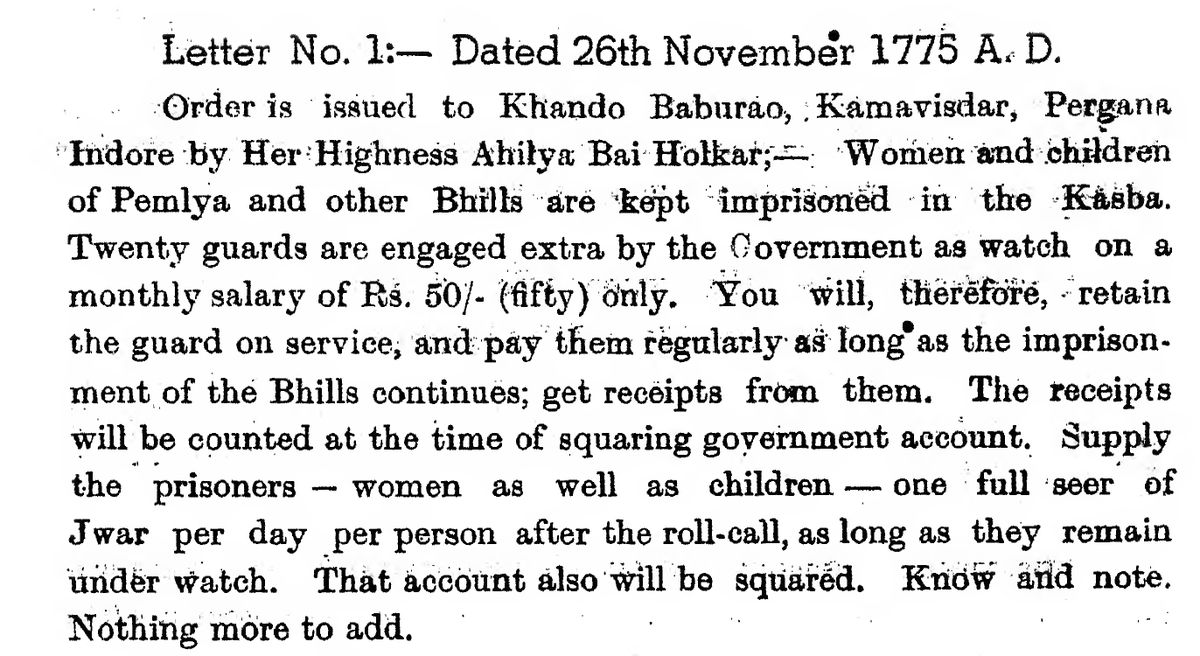 Letter No. 1:— Dated 26th November 1775 A. D.
Order is issued to Khando Baburao, Kamavisdar, Pergana
Indore by Her Highness Ahilya Bai Holkar;— Women and children
of Pemlya and other Bhills are kept imprisoned in the Kasba.
Twenty guards are engaged extra by the Government as watch on a
monthly salary of Rs. 50/- (fifty) only. You will, therefore, retain
the guard on service, and pay them regularly as long as the imprison-
ment of the Bhills continues; get receipts from them. The receipts
will be counted at the time of squaring government account. Supply
the prisoners — women as well as children — one full seer of
Jwar per day per person after the roll-call, as long as they remain
under watch. That account also will be squared. Know and note.
Nothing more to add.